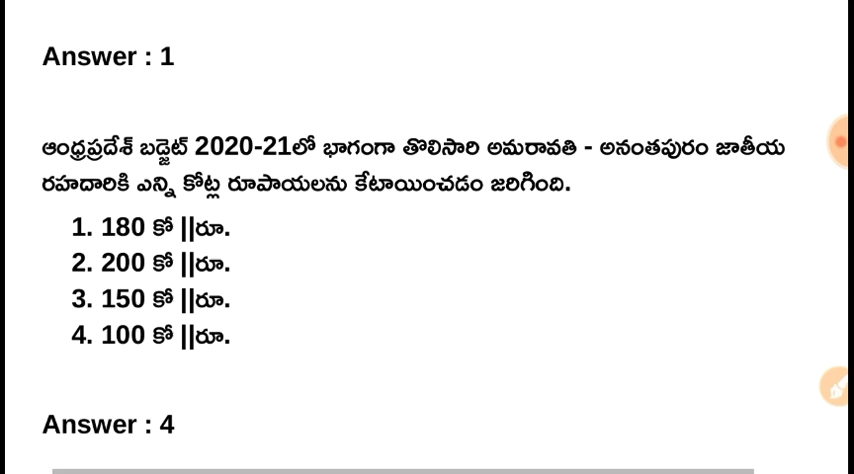 Answer : 1
ఆంధ్రప్రదేశ్ బడ్జెట్ 2020-21లో భాగంగా తొలిసారి అమరావతి - అనంతపురం జాతీయ
రహదారికి ఎన్ని కోట్ల రూపాయలను కేటాయించడం జరిగింది.
1. 180 కో ||రూ.
2. 200 కో ||రూ.
3. 150 కో ||రూ.
4. 100 కో ||రూ.
Answer : 4